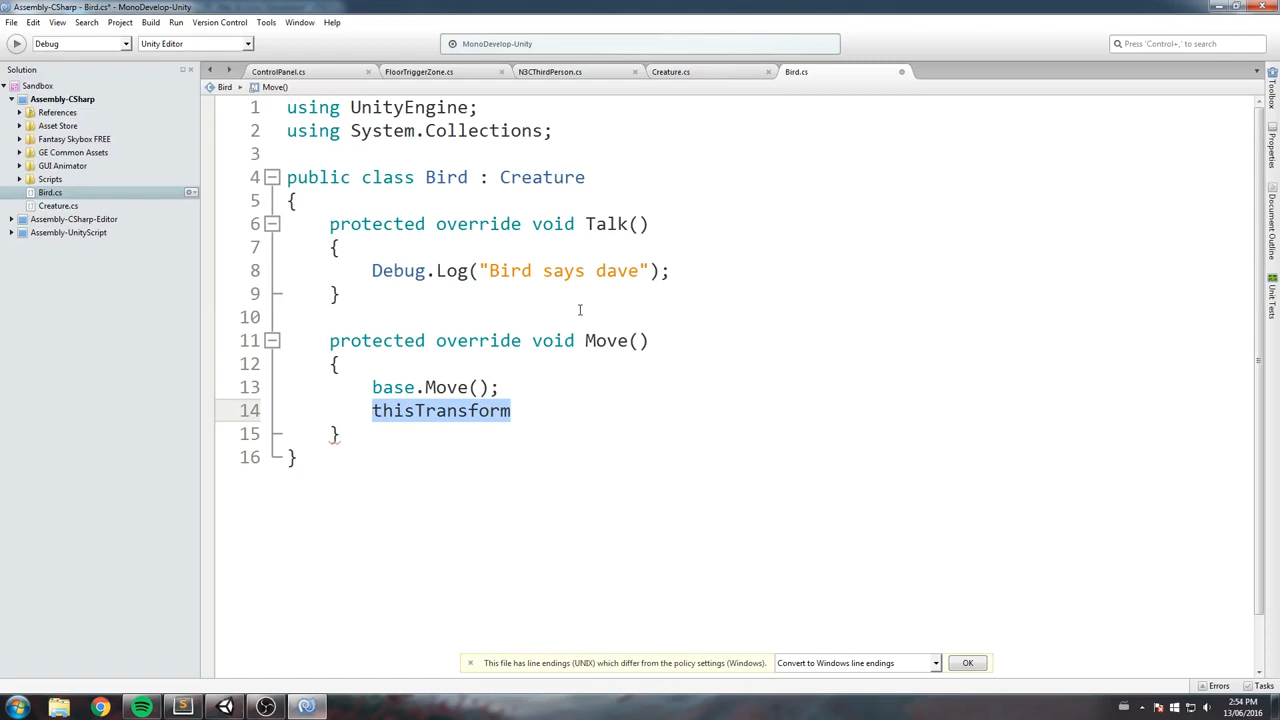 Assembly-CSharp - Bird.cs* - MonoDevelop-Unity
File Edit View Search Project Build Run Version Control Tools Window Help
Debug Unity Editor MonoDevelop-Unity Press 'Control+,' to search
Solution
Sandbox
Assembly-CSharp
References
Asset Store
Fantasy Skybox FREE
GE Common Assets
GUI Animator
Scripts
Bird.cs
Creature.cs
Assembly-CSharp-Editor
Assembly-UnityScript
ControlPanel.cs FloorTriggerZone.cs N3CThirdPerson.cs Creature.cs Bird.cs
Bird Move()
1 using UnityEngine;
2 using System.Collections;
3
4 public class Bird : Creature
5 {
6 protected override void Talk()
7 {
8 Debug.Log("Bird says dave");
9 }
10
11 protected override void Move()
12 {
13 base.Move();
14 thisTransform
15 }
16 }
Toolbox
Properties
Document Outline
Unit Tests
This file has line endings (UNIX) which differ from the policy settings (Windows). Convert to Windows line endings OK
Errors Tasks
2:54 PM
13/06/2016